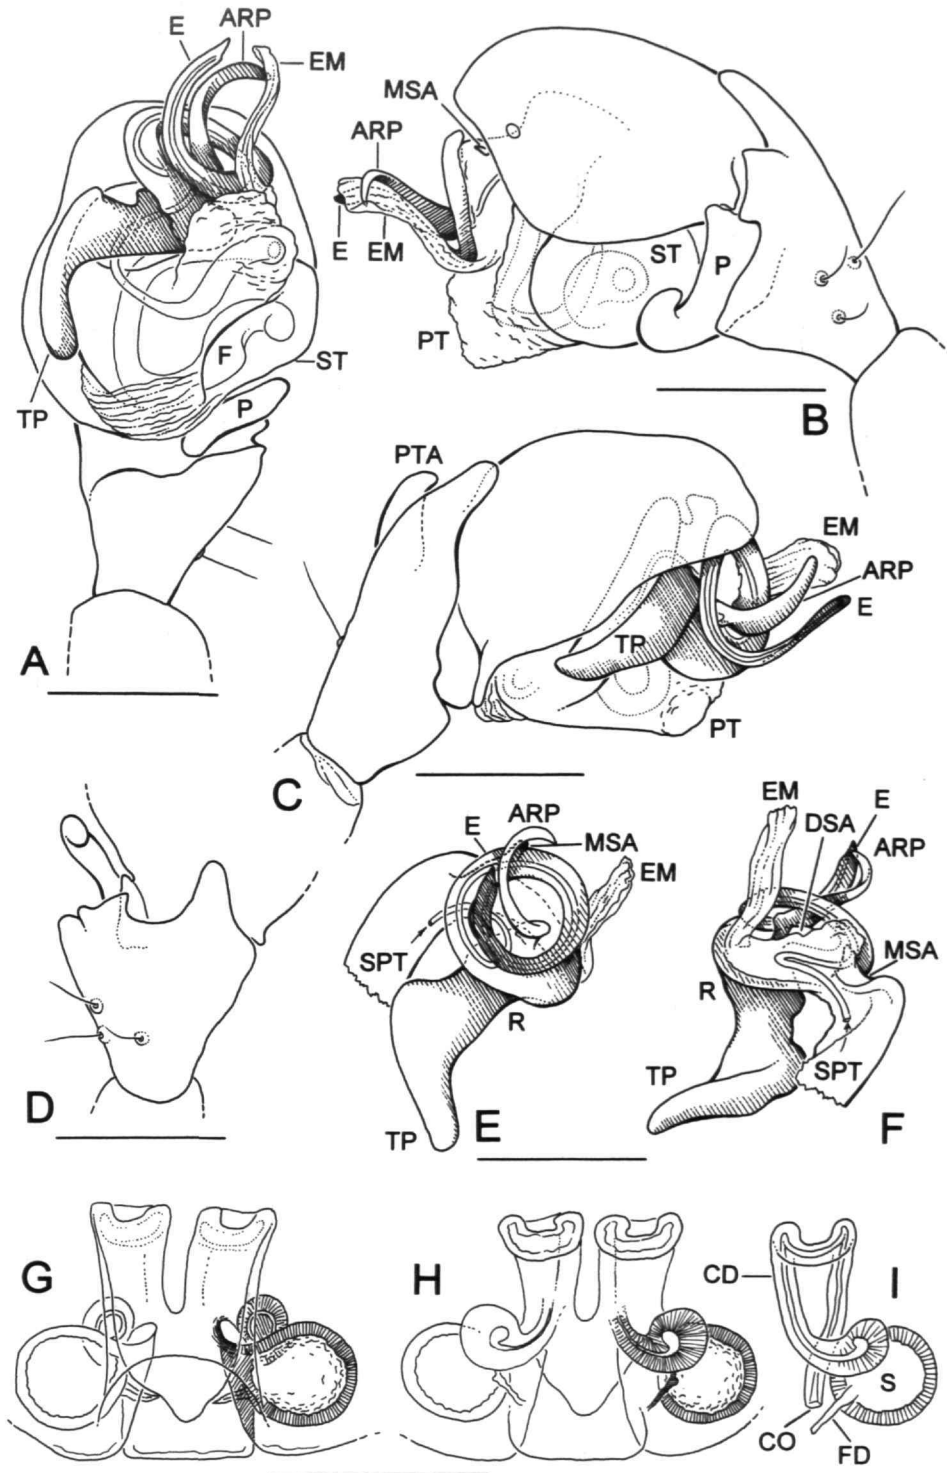 E ARP EM
TP F ST P
A
MSA
ARP
E EM PT ST P
B
PTA
EM
ARP
E
TP
PT
C
D
E ARP MSA EM
SPT R
TP
E
EM DSA E ARP
MSA
R
SPT
TP
F
G
H
CD I
S
CO FD